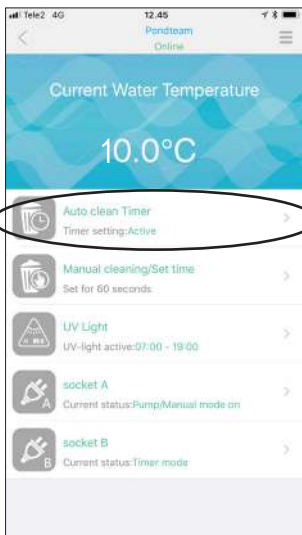 Tele2 4G 12.45
Pondteam
Online
Current Water Temperature
10.0°C
Auto clean Timer
Timer setting:Active
Manual cleaning/Set time
Set for 60 seconds.
UV Light
UV-light active:07:00 - 19:00
A
socket A
Current status:Pump/Manual mode on
B
socket B
Current status:Timer mode